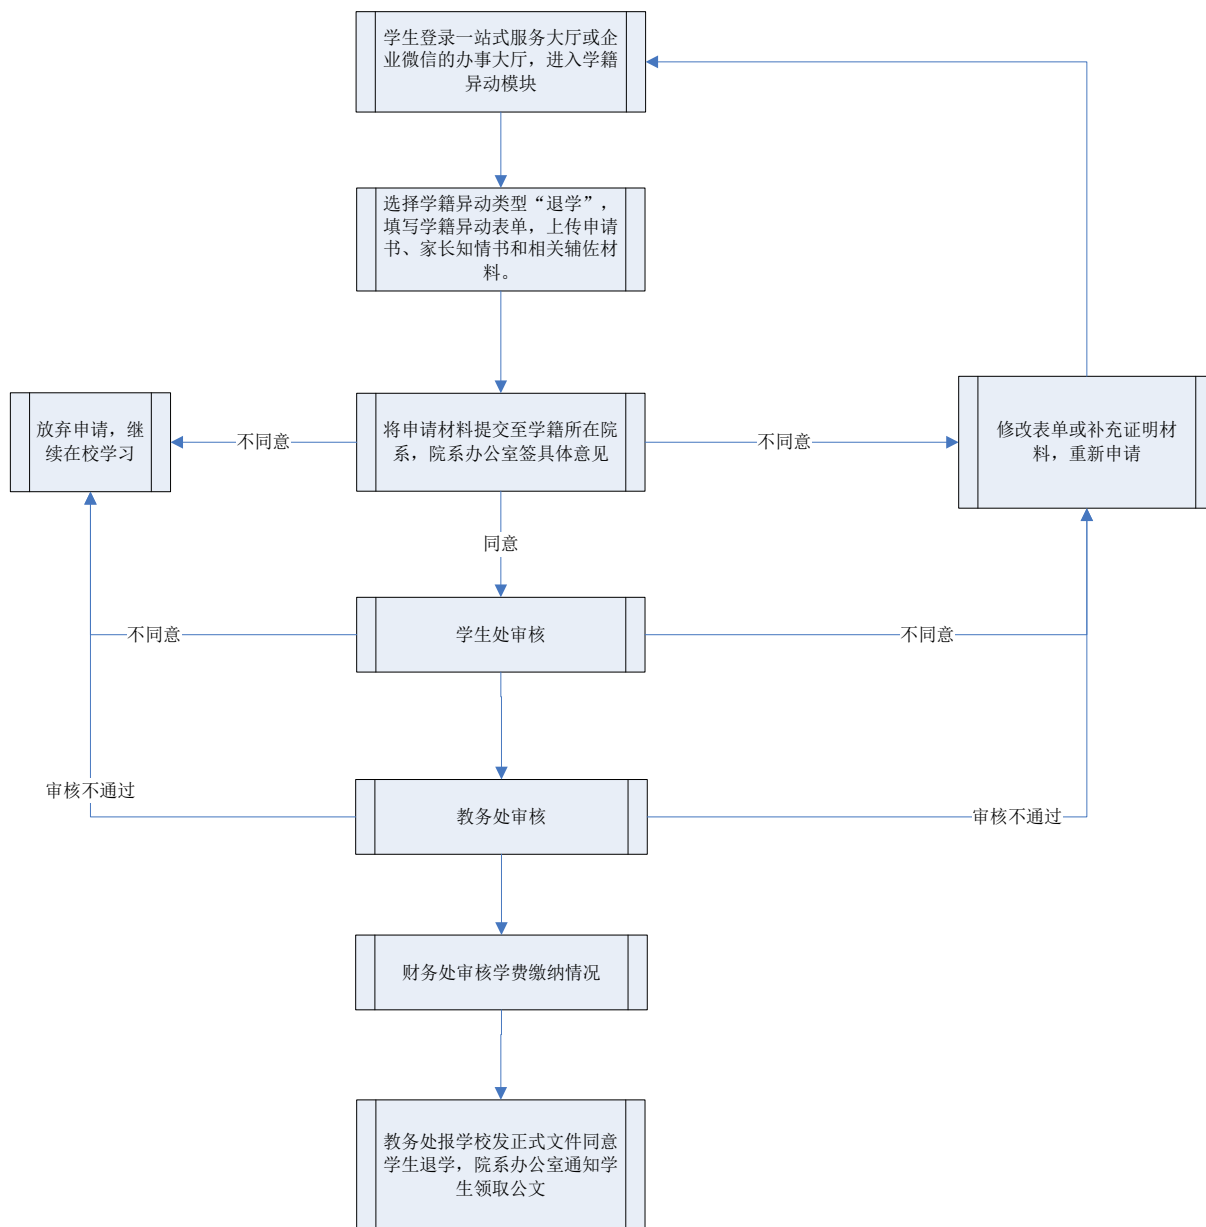 学生登录一站式服务大厅或企
业微信的办事大厅，进入学籍
异动模块
选择学籍异动类型“退学”，
填写学籍异动表单，上传申请
书、家长知情书和相关辅佐材
料。
放弃申请，继
续在校学习
不同意
将申请材料提交至学籍所在院
系，院系办公室签具体意见
不同意
修改表单或补充证明材
料，重新申请
同意
不同意
学生处审核
不同意
审核不通过
教务处审核
审核不通过
财务处审核学费缴纳情况
教务处报学校发正式文件同意
学生退学，院系办公室通知学
生领取公文